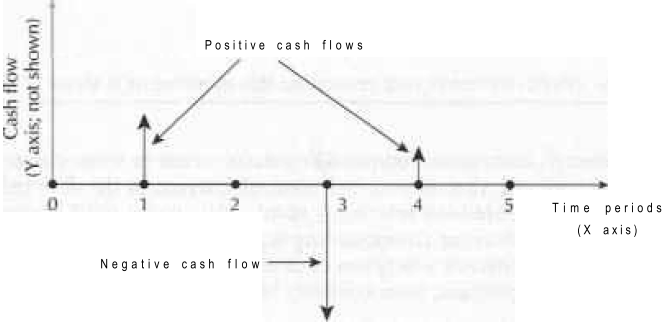 Positive cash flows
Cash flow
(Y axis; not shown)
0 1 2 3 4 5
Time periods
(X axis)
Negative cash flow